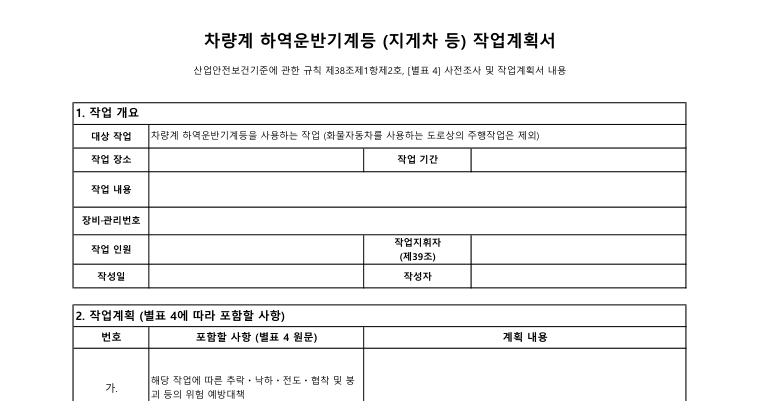 차량계 하역운반기계등 (지게차 등) 작업계획서
산업안전보건기준에 관한 규칙 제38조제1항제2호, [별표 4] 사전조사 및 작업계획서 내용
1. 작업 개요
대상 작업 차량계 하역운반기계등을 사용하는 작업 (화물자동차를 사용하는 도로상의 주행작업은 제외)
작업 장소 작업 기간
작업 내용
장비·관리번호
작업 인원 작업지휘자
(제39조)
작성일 작성자
2. 작업계획 (별표 4에 따라 포함할 사항)
번호 포함할 사항 (별표 4 원문) 계획 내용
가. 해당 작업에 따른 추락・낙하・전도・협착 및 붕
괴 등의 위험 예방대책